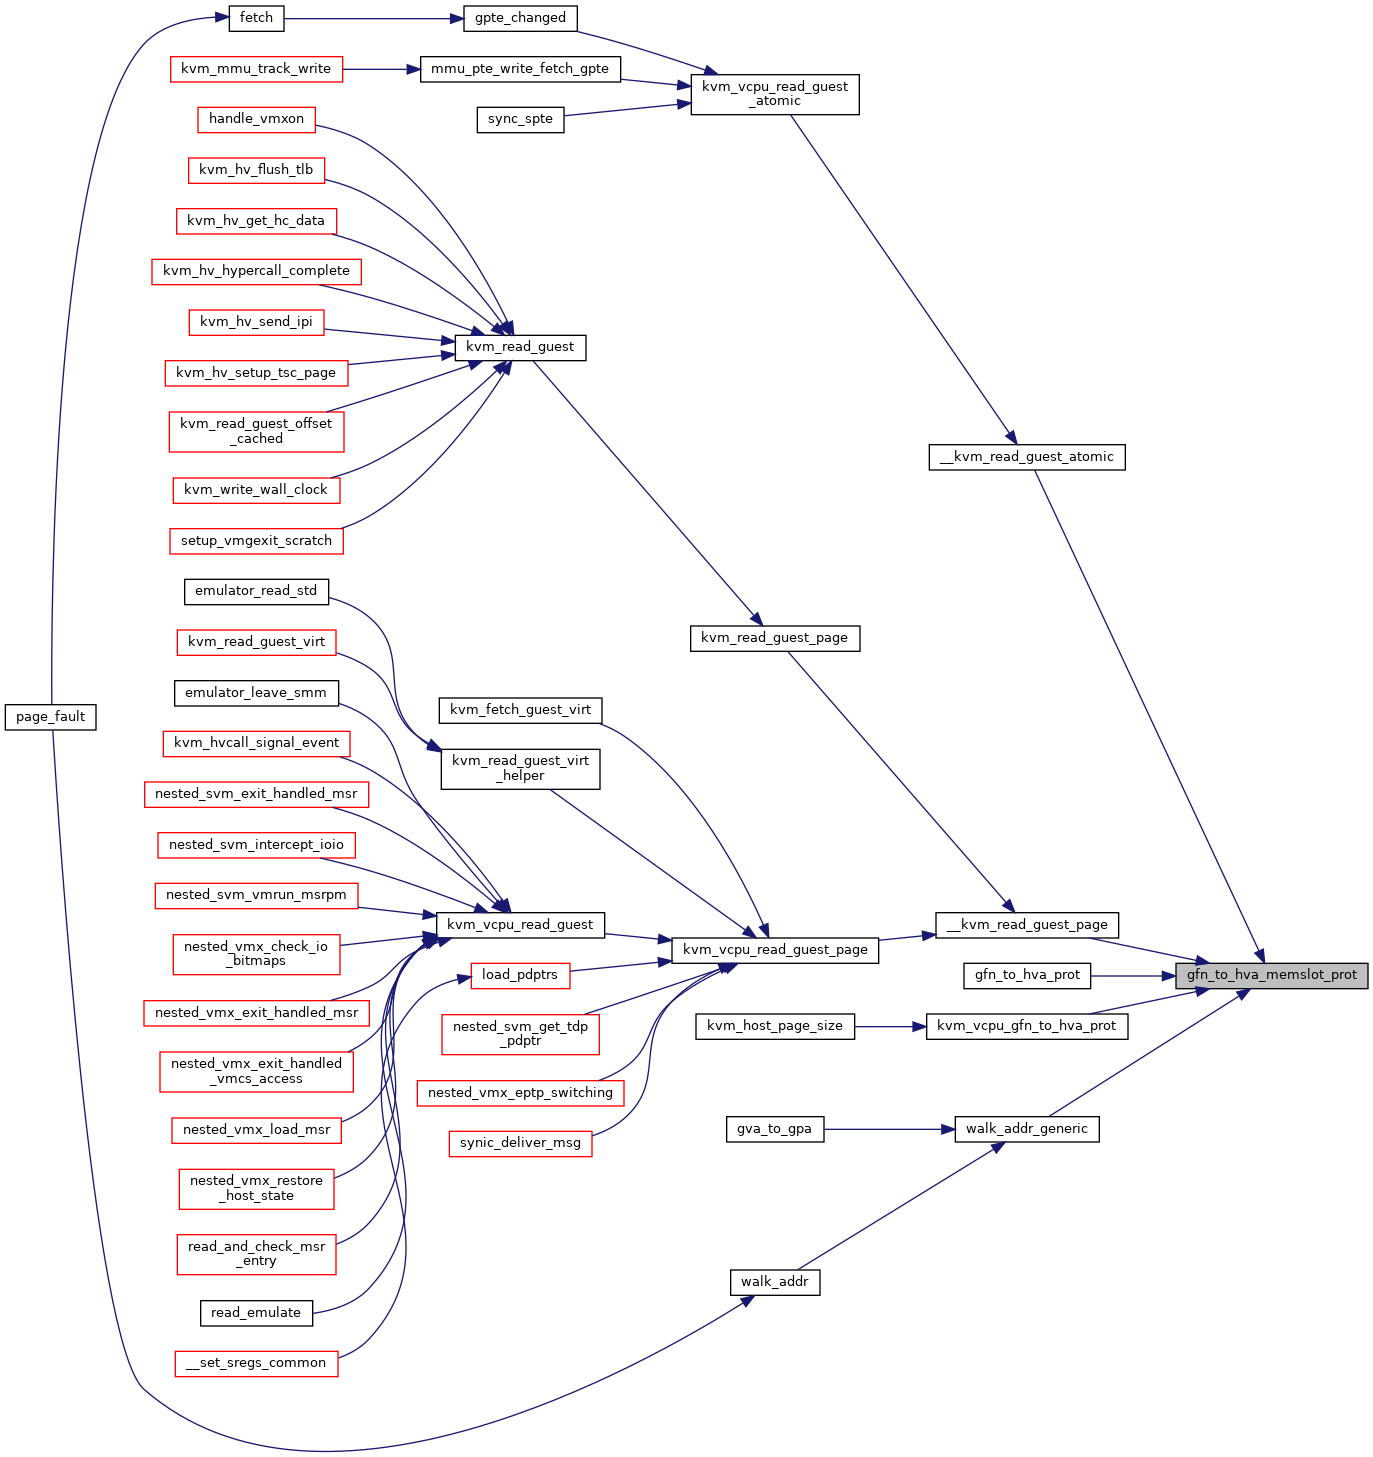 fetch
gpte_changed
kvm_mmu_track_write
mmu_pte_write_fetch_gpte
kvm_vcpu_read_guest
_atomic
handle_vmxon
sync_spte
kvm_hv_flush_tlb
kvm_hv_get_hc_data
kvm_hv_hypercall_complete
kvm_hv_send_ipi
kvm_read_guest
kvm_hv_setup_tsc_page
kvm_read_guest_offset
_cached
__kvm_read_guest_atomic
kvm_write_wall_clock
setup_vmgexit_scratch
emulator_read_std
kvm_read_guest_virt
kvm_read_guest_page
emulator_leave_smm
kvm_fetch_guest_virt
page_fault
kvm_hvcall_signal_event
kvm_read_guest_virt
_helper
nested_svm_exit_handled_msr
nested_svm_intercept_ioio
nested_svm_vmrun_msrpm
kvm_vcpu_read_guest
__kvm_read_guest_page
nested_vmx_check_io
_bitmaps
kvm_vcpu_read_guest_page
load_pdptrs
gfn_to_hva_prot
gfn_to_hva_memslot_prot
nested_vmx_exit_handled_msr
nested_svm_get_tdp
_pdptr
kvm_host_page_size
kvm_vcpu_gfn_to_hva_prot
nested_vmx_exit_handled
_vmcs_access
nested_vmx_eptp_switching
nested_vmx_load_msr
synic_deliver_msg
gva_to_gpa
walk_addr_generic
nested_vmx_restore
_host_state
read_and_check_msr
_entry
walk_addr
read_emulate
__set_sregs_common